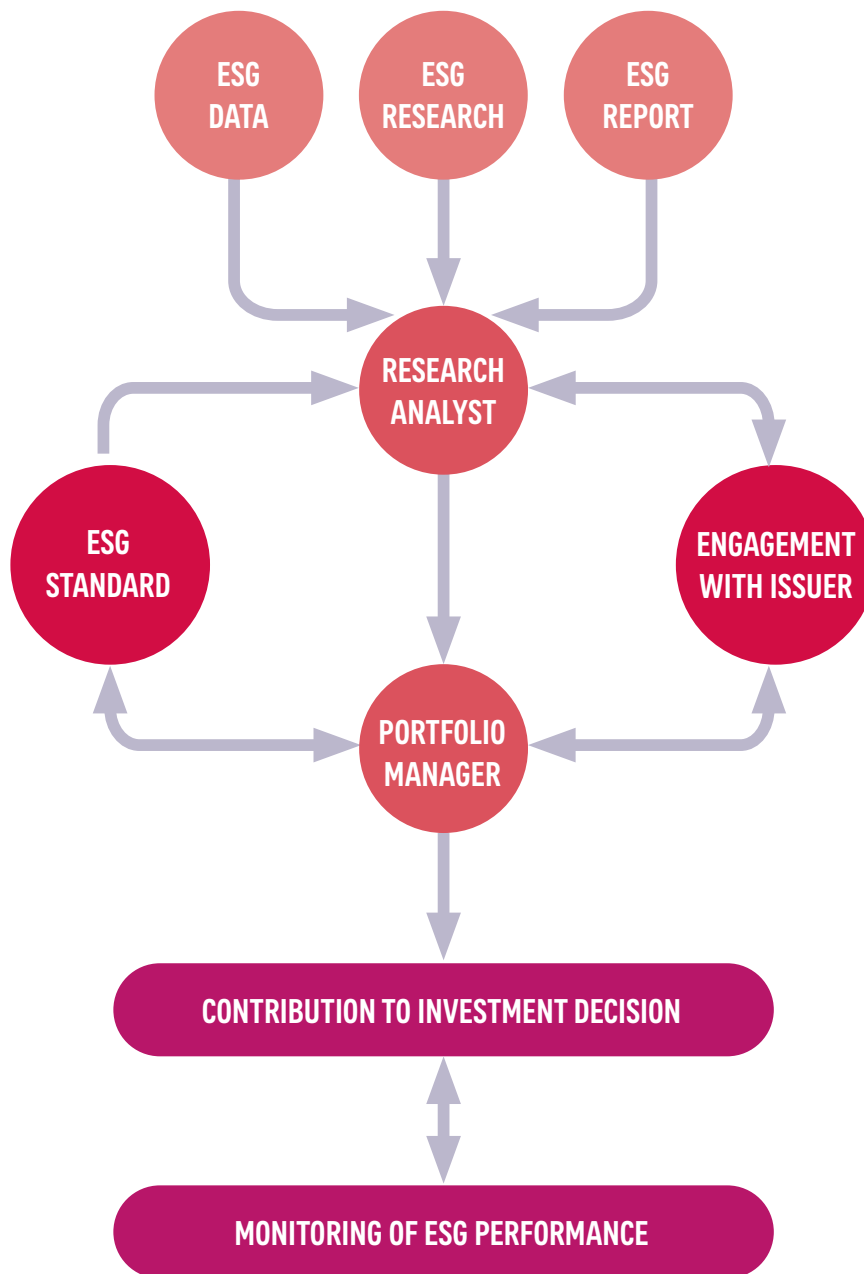 ESG
DATA
ESG
RESEARCH
ESG
REPORT
RESEARCH
ANALYST
ESG
STANDARD
ENGAGEMENT
WITH ISSUER
PORTFOLIO
MANAGER
CONTRIBUTION TO INVESTMENT DECISION
MONITORING OF ESG PERFORMANCE